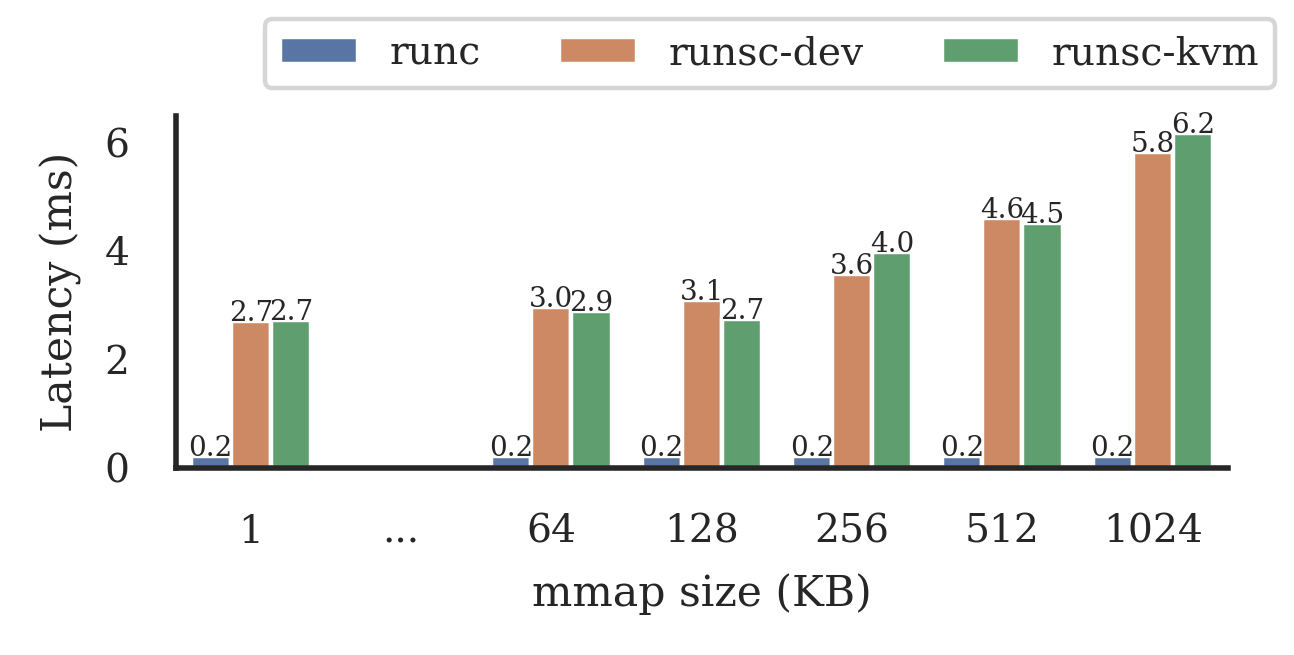 runc runsc-dev runsc-kvm
Latency (ms)
6
4
2
0
0.2 2.7 2.7
0.2 3.0 2.9
0.2 3.1 2.7
0.2 3.6 4.0
0.2 4.6 4.5
0.2 5.8 6.2
1 ... 64 128 256 512 1024
mmap size (KB)